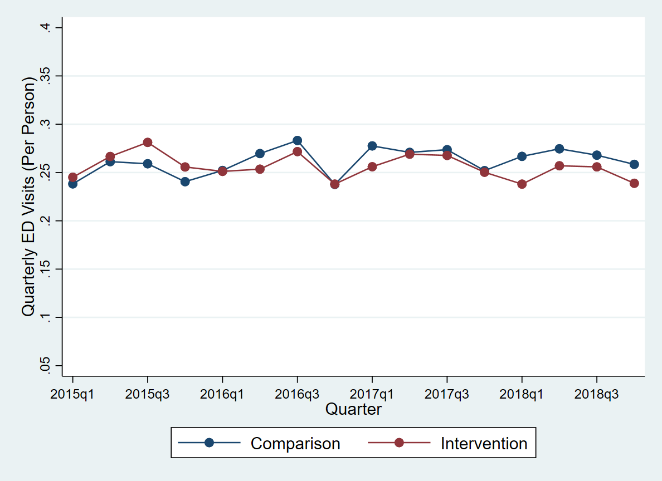 Quarterly ED Visits (Per Person)
.4
.35
.3
.25
.2
.15
.1
.05
2015q1 2015q3 2016q1 2016q3 2017q1 2017q3 2018q1 2018q3
Quarter
Comparison Intervention